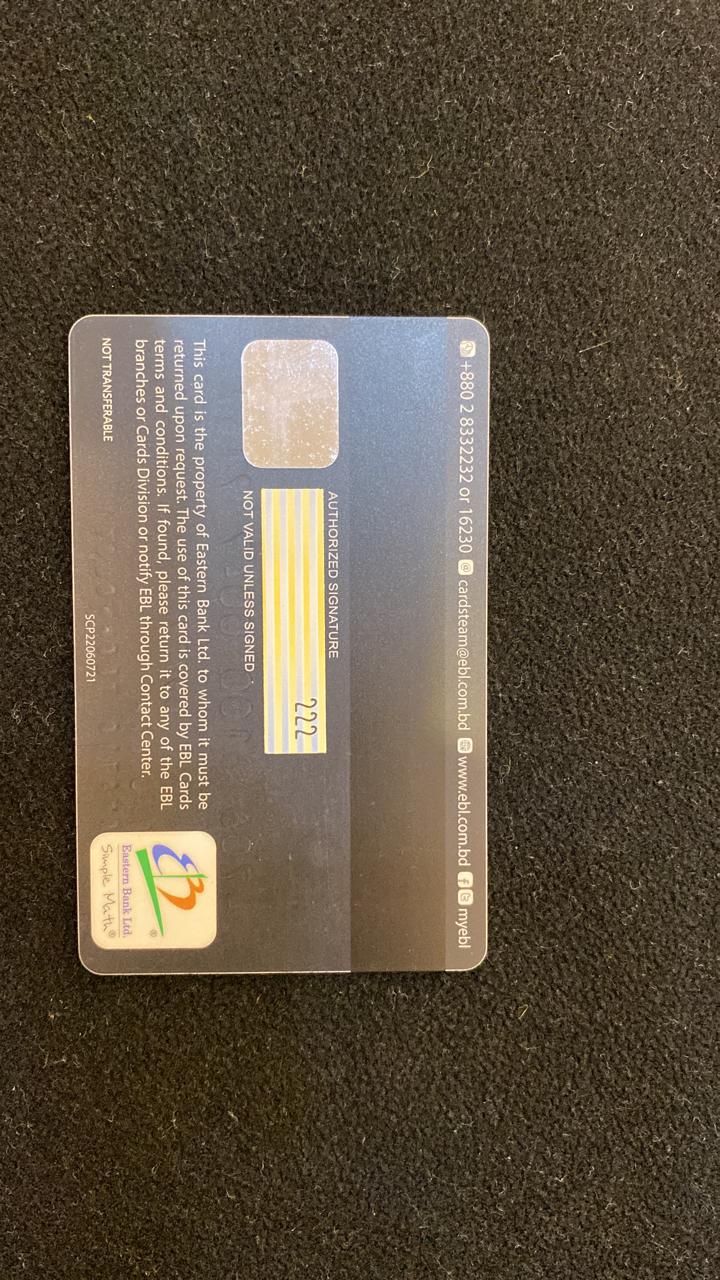 +880 2 8332232 or 16230 cardsteam@ebl.com.bd www.ebl.com.bd myebl
AUTHORIZED SIGNATURE
222
NOT VALID UNLESS SIGNED
This card is the property of Eastern Bank Ltd. to whom it must be
returned upon request. The use of this card is covered by EBL Cards
terms and conditions. If found, please return it to any of the EBL
branches or Cards Division or notify EBL through Contact Center.
NOT TRANSFERABLE
SCP22060721
EB
®
Eastern Bank Ltd.
Simple Math®